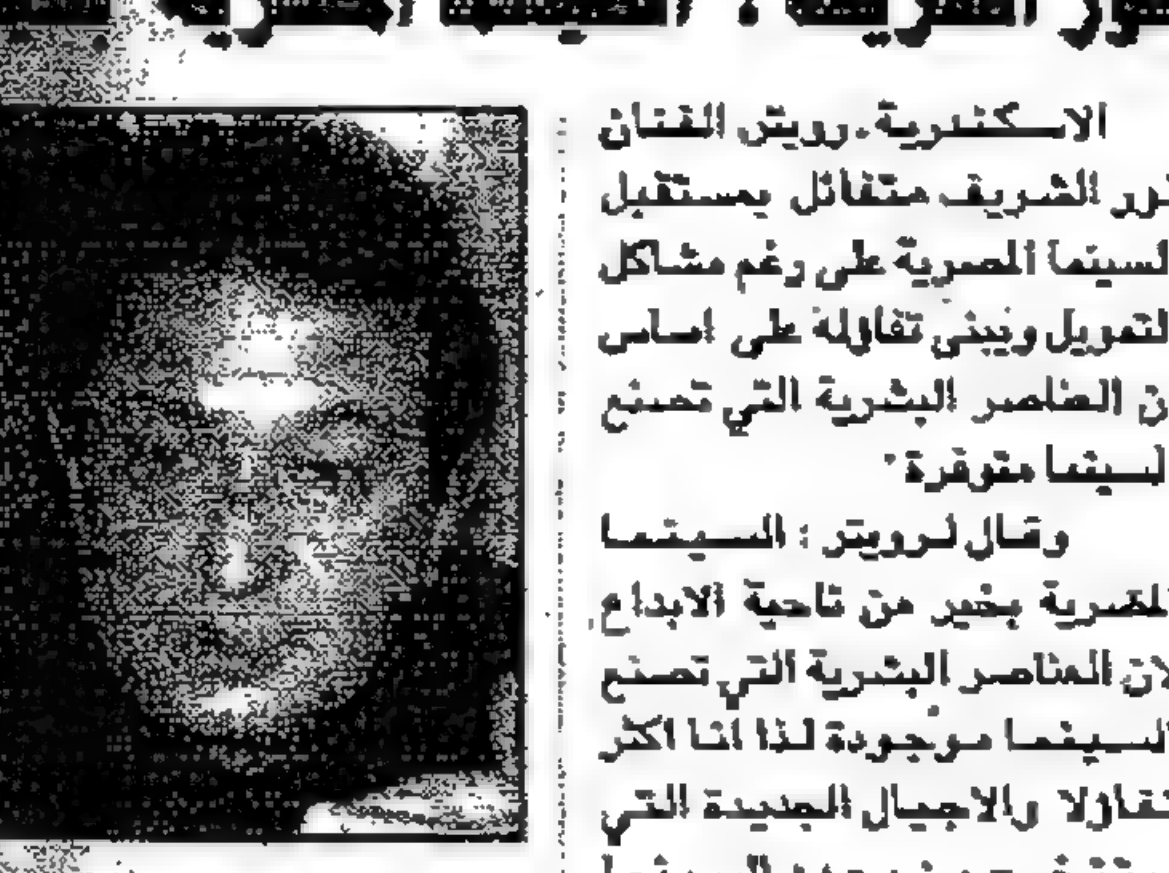 الاسكندرية، رويتر، الفنان
نور الشريف متفائل بمستقبل
السينما المصرية على رغم مشاكل
التمويل ويبني تفاؤله على اساس
ان العناصر البشرية التي تصنع
السينما متوفرة.
وقال لرويتر: السينما
المصرية بخير من ناحية الابداع
لان العناصر البشرية التي تصنع
السينما موجودة لذا انا اكثر
تفاؤلا والاجيال الجديدة التي